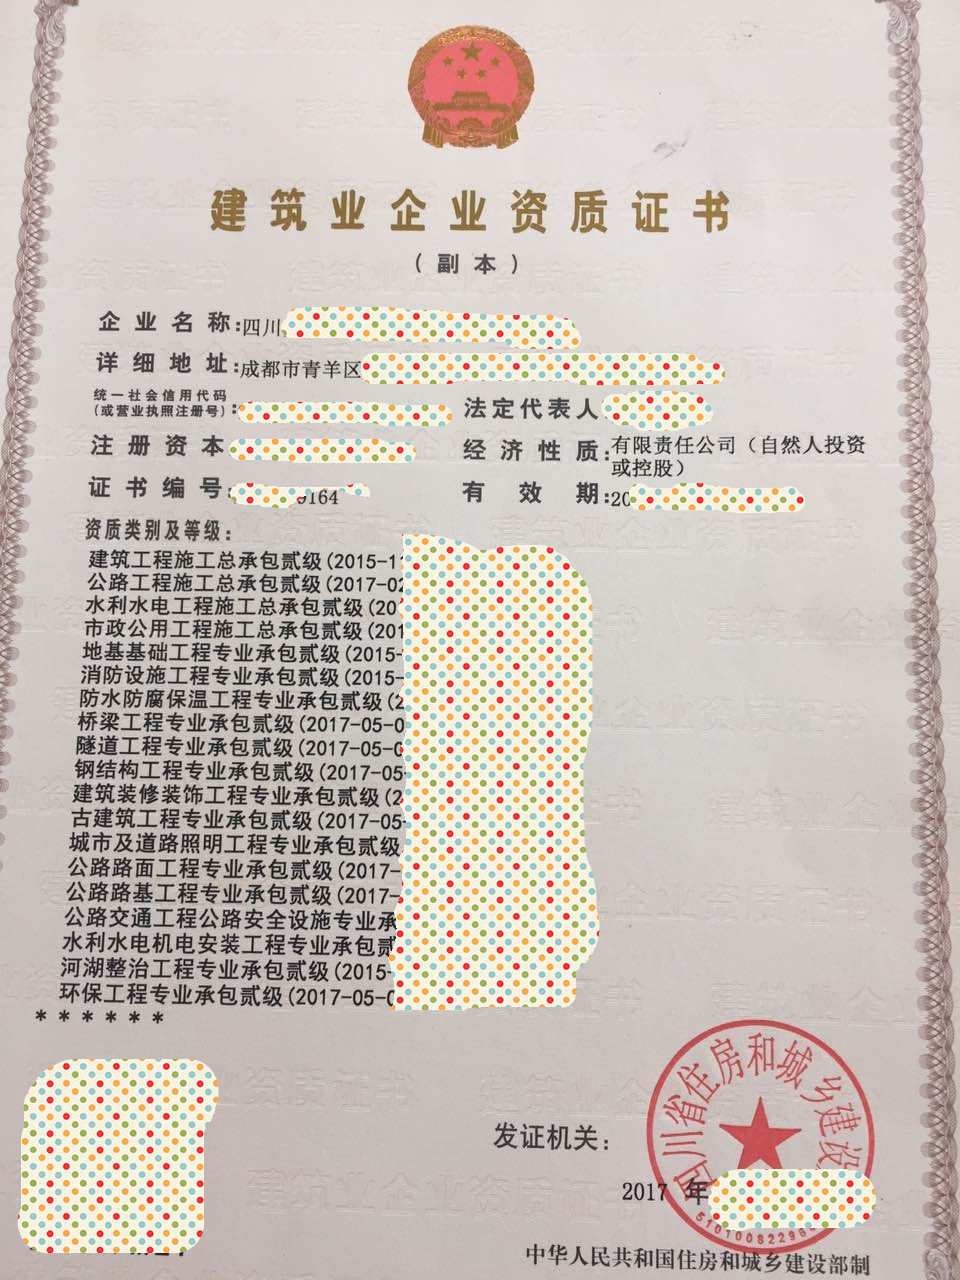 建筑业企业资质证书
(副本)
企业名称:四川
详细地址:成都市青羊区
统一社会信用代码
(或营业执照注册号):
法定代表人:
注册资本
经济性质:有限责任公司（自然人投资
或控股）
证书编号: 9164
有效期:20
资质类别及等级:
建筑工程施工总承包贰级(2015-1
公路工程施工总承包贰级(2017-02
水利水电工程施工总承包贰级(20
市政公用工程施工总承包贰级(201
地基基础工程专业承包贰级(2015-
消防设施工程专业承包贰级(2015-
防水防腐保温工程专业承包贰级(2
桥梁工程专业承包贰级(2017-05-0
隧道工程专业承包贰级(2017-05-0
钢结构工程专业承包贰级(2017-05-
建筑装修装饰工程专业承包贰级(2
古建筑工程专业承包贰级(2017-05-
城市及道路照明工程专业承包贰级
公路路面工程专业承包贰级(2017-
公路路基工程专业承包贰级(2017-
公路交通工程公路安全设施专业承
水利水电机电安装工程专业承包贰
河湖整治工程专业承包贰级(2015-
环保工程专业承包贰级(2017-05-0
******
四川省住房和城乡建设
发证机关:
2017 年
51010082296
中华人民共和国住房和城乡建设部制